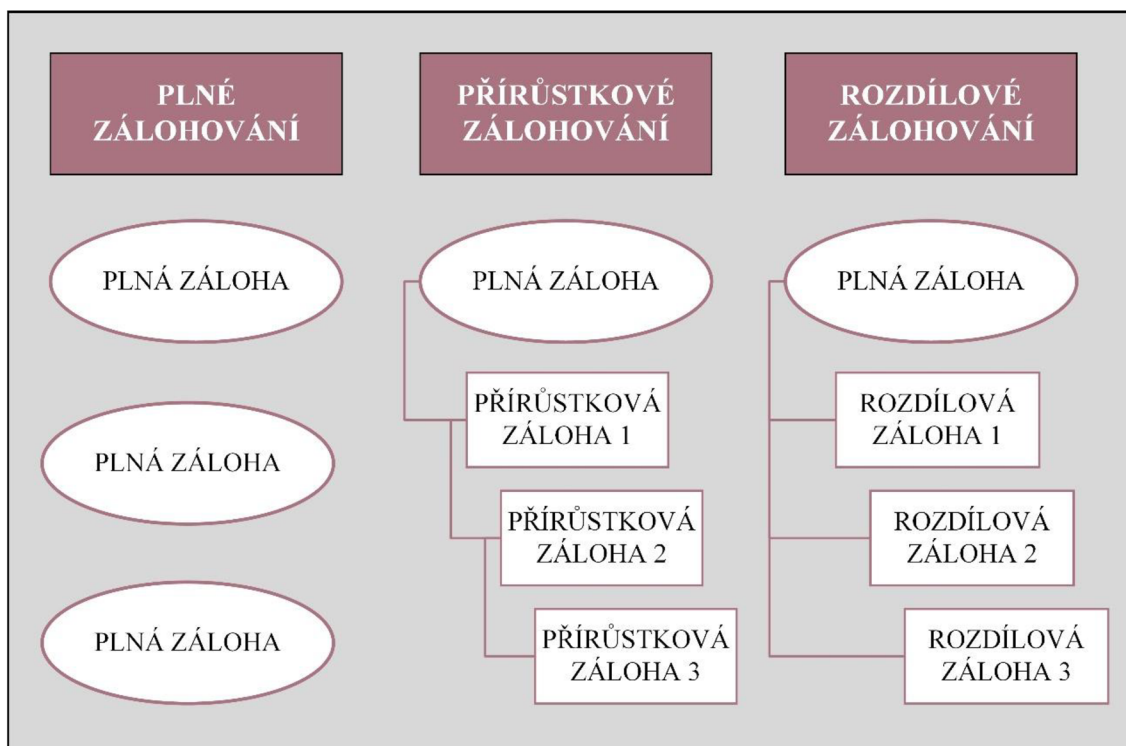 PLNÉ
ZÁLOHOVÁNÍ
PLNÁ ZÁLOHA
PLNÁ ZÁLOHA
PLNÁ ZÁLOHA
PŘÍRŮSTKOVÉ
ZÁLOHOVÁNÍ
PLNÁ ZÁLOHA
PŘÍRŮSTKOVÁ
ZÁLOHA 1
PŘÍRŮSTKOVÁ
ZÁLOHA 2
PŘÍRŮSTKOVÁ
ZÁLOHA 3
ROZDÍLOVÉ
ZÁLOHOVÁNÍ
PLNÁ ZÁLOHA
ROZDÍLOVÁ
ZÁLOHA 1
ROZDÍLOVÁ
ZÁLOHA 2
ROZDÍLOVÁ
ZÁLOHA 3